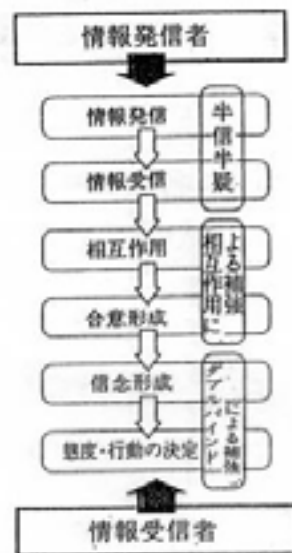 情報発信者
情報発信
情報受信
半信半疑
相互作用
合意形成
相互作用に
よる補強
信念形成
態度・行動の決定
ダブルバインド
による補強
情報受信者